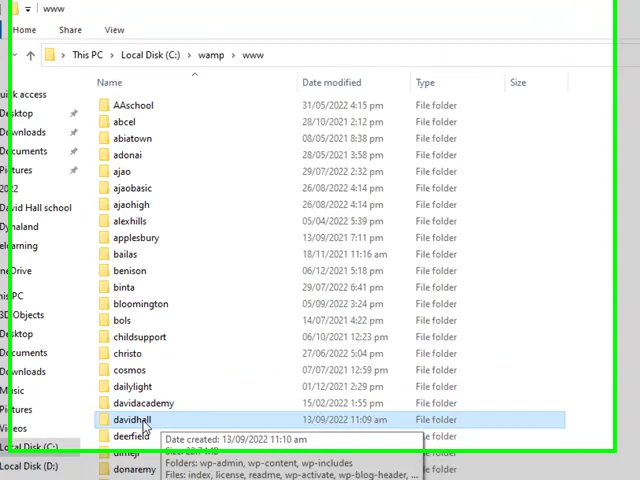 www
Home Share View
This PC > Local Disk (C:) > wamp > www
Name Date modified Type Size
uick access
Desktop
Downloads
Documents
Pictures
2022
David Hall school
Dynaland
elearning
neDrive
his PC
3D Objects
Desktop
Documents
Downloads
Music
Pictures
Videos
Local Disk (C:)
Local Disk (D:)
AAschool 31/05/2022 4:15 pm File folder
abcel 28/10/2021 2:12 pm File folder
abiatown 08/05/2021 8:38 pm File folder
adonai 28/05/2021 3:58 pm File folder
ajao 29/07/2022 2:32 pm File folder
ajaobasic 26/08/2022 4:14 pm File folder
ajaohigh 26/08/2022 4:14 pm File folder
alexhills 05/04/2022 5:39 pm File folder
applesbury 13/09/2021 7:11 pm File folder
bailas 18/11/2021 11:16 am File folder
benison 06/12/2021 5:18 pm File folder
binta 29/07/2022 6:41 pm File folder
bloomington 05/09/2022 3:24 pm File folder
bols 14/07/2021 4:22 pm File folder
childsupport 06/10/2021 12:23 pm File folder
christo 27/06/2022 5:04 pm File folder
cosmos 07/07/2021 12:59 pm File folder
dailylight 01/12/2021 2:29 pm File folder
davidacademy 15/02/2022 1:55 pm File folder
davidhall 13/09/2022 11:09 am File folder
deerfield
dimeji
donaremy
Date created: 13/09/2022 11:10 am
Size: 22.7 MB
Folders: wp-admin, wp-content, wp-includes
Files: index, license, readme, wp-activate, wp-blog-header, ...